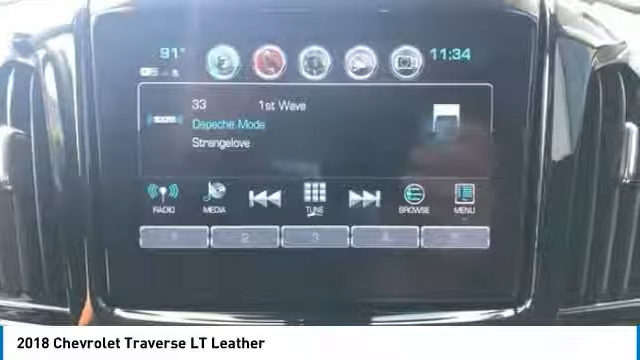 91°
11:34
33 1st Wave
Depeche Mode
Strangelove
RADIO MEDIA TUNE BROWSE MENU
1 2 3 4
2018 Chevrolet Traverse LT Leather